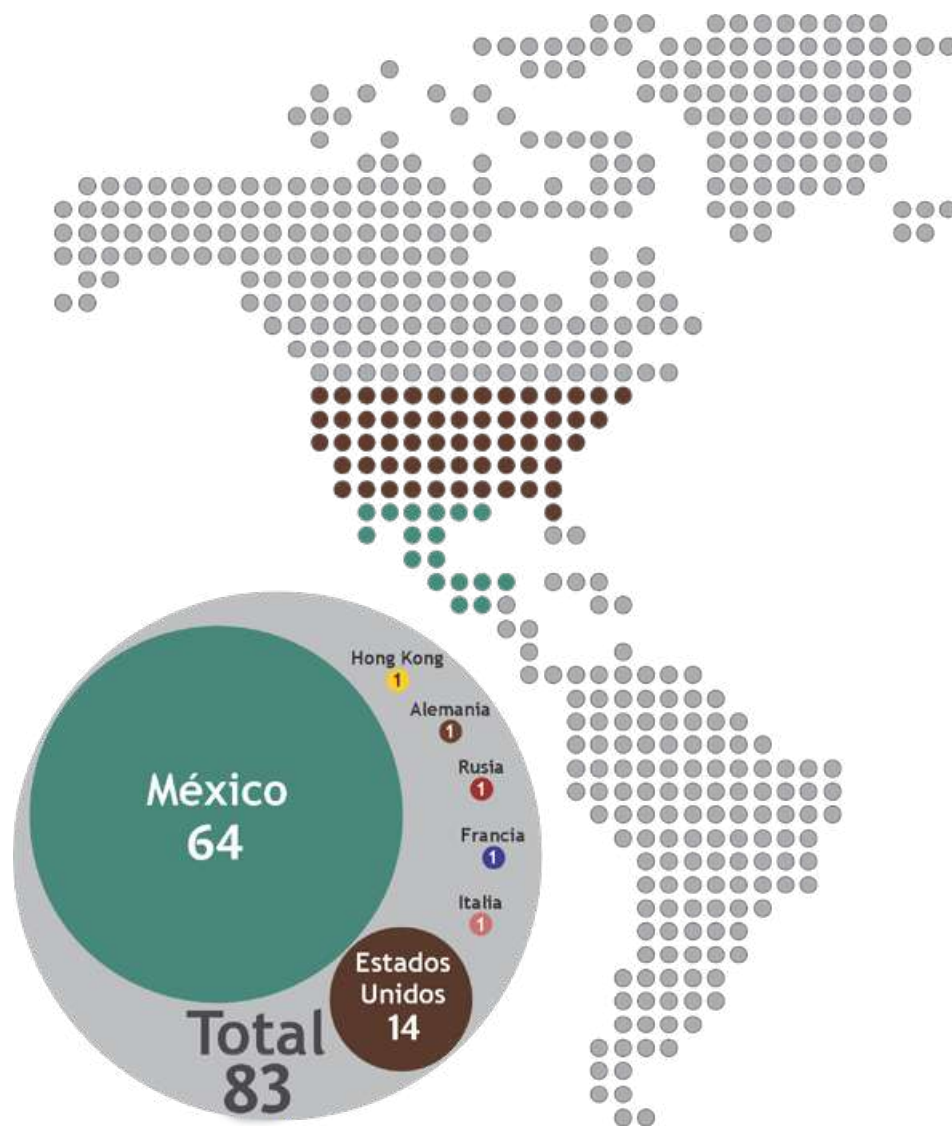 Hong Kong
1
Alemania
1
Rusia
1
México
64
Francia
1
Italia
1
Estados
Unidos
14
Total
83